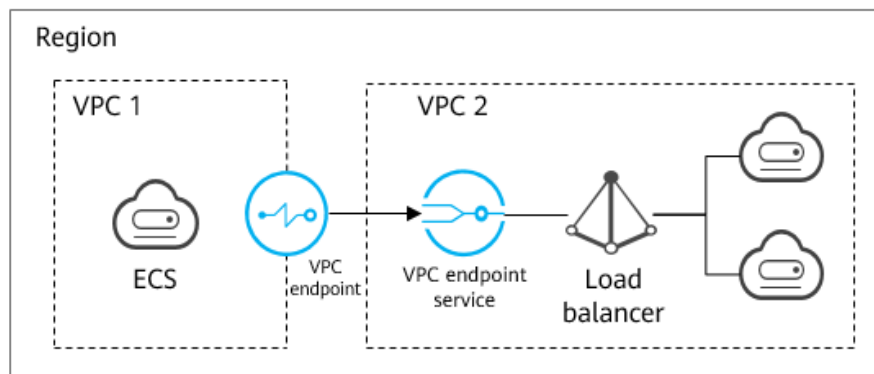 Region
VPC 1
VPC 2
ECS
VPC
endpoint
VPC endpoint
service
Load
balancer